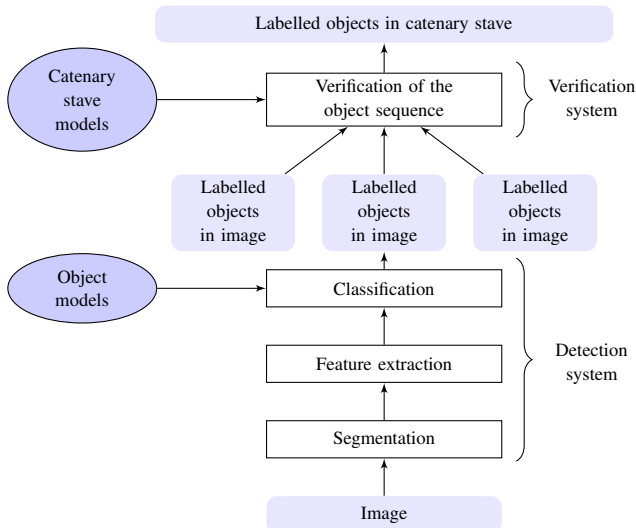 Labelled objects in catenary stave
Catenary
stave
models
Verification of the
object sequence
Verification
system
Labelled
objects
in image
Labelled
objects
in image
Labelled
objects
in image
Object
models
Classification
Feature extraction
Detection
system
Segmentation
Image